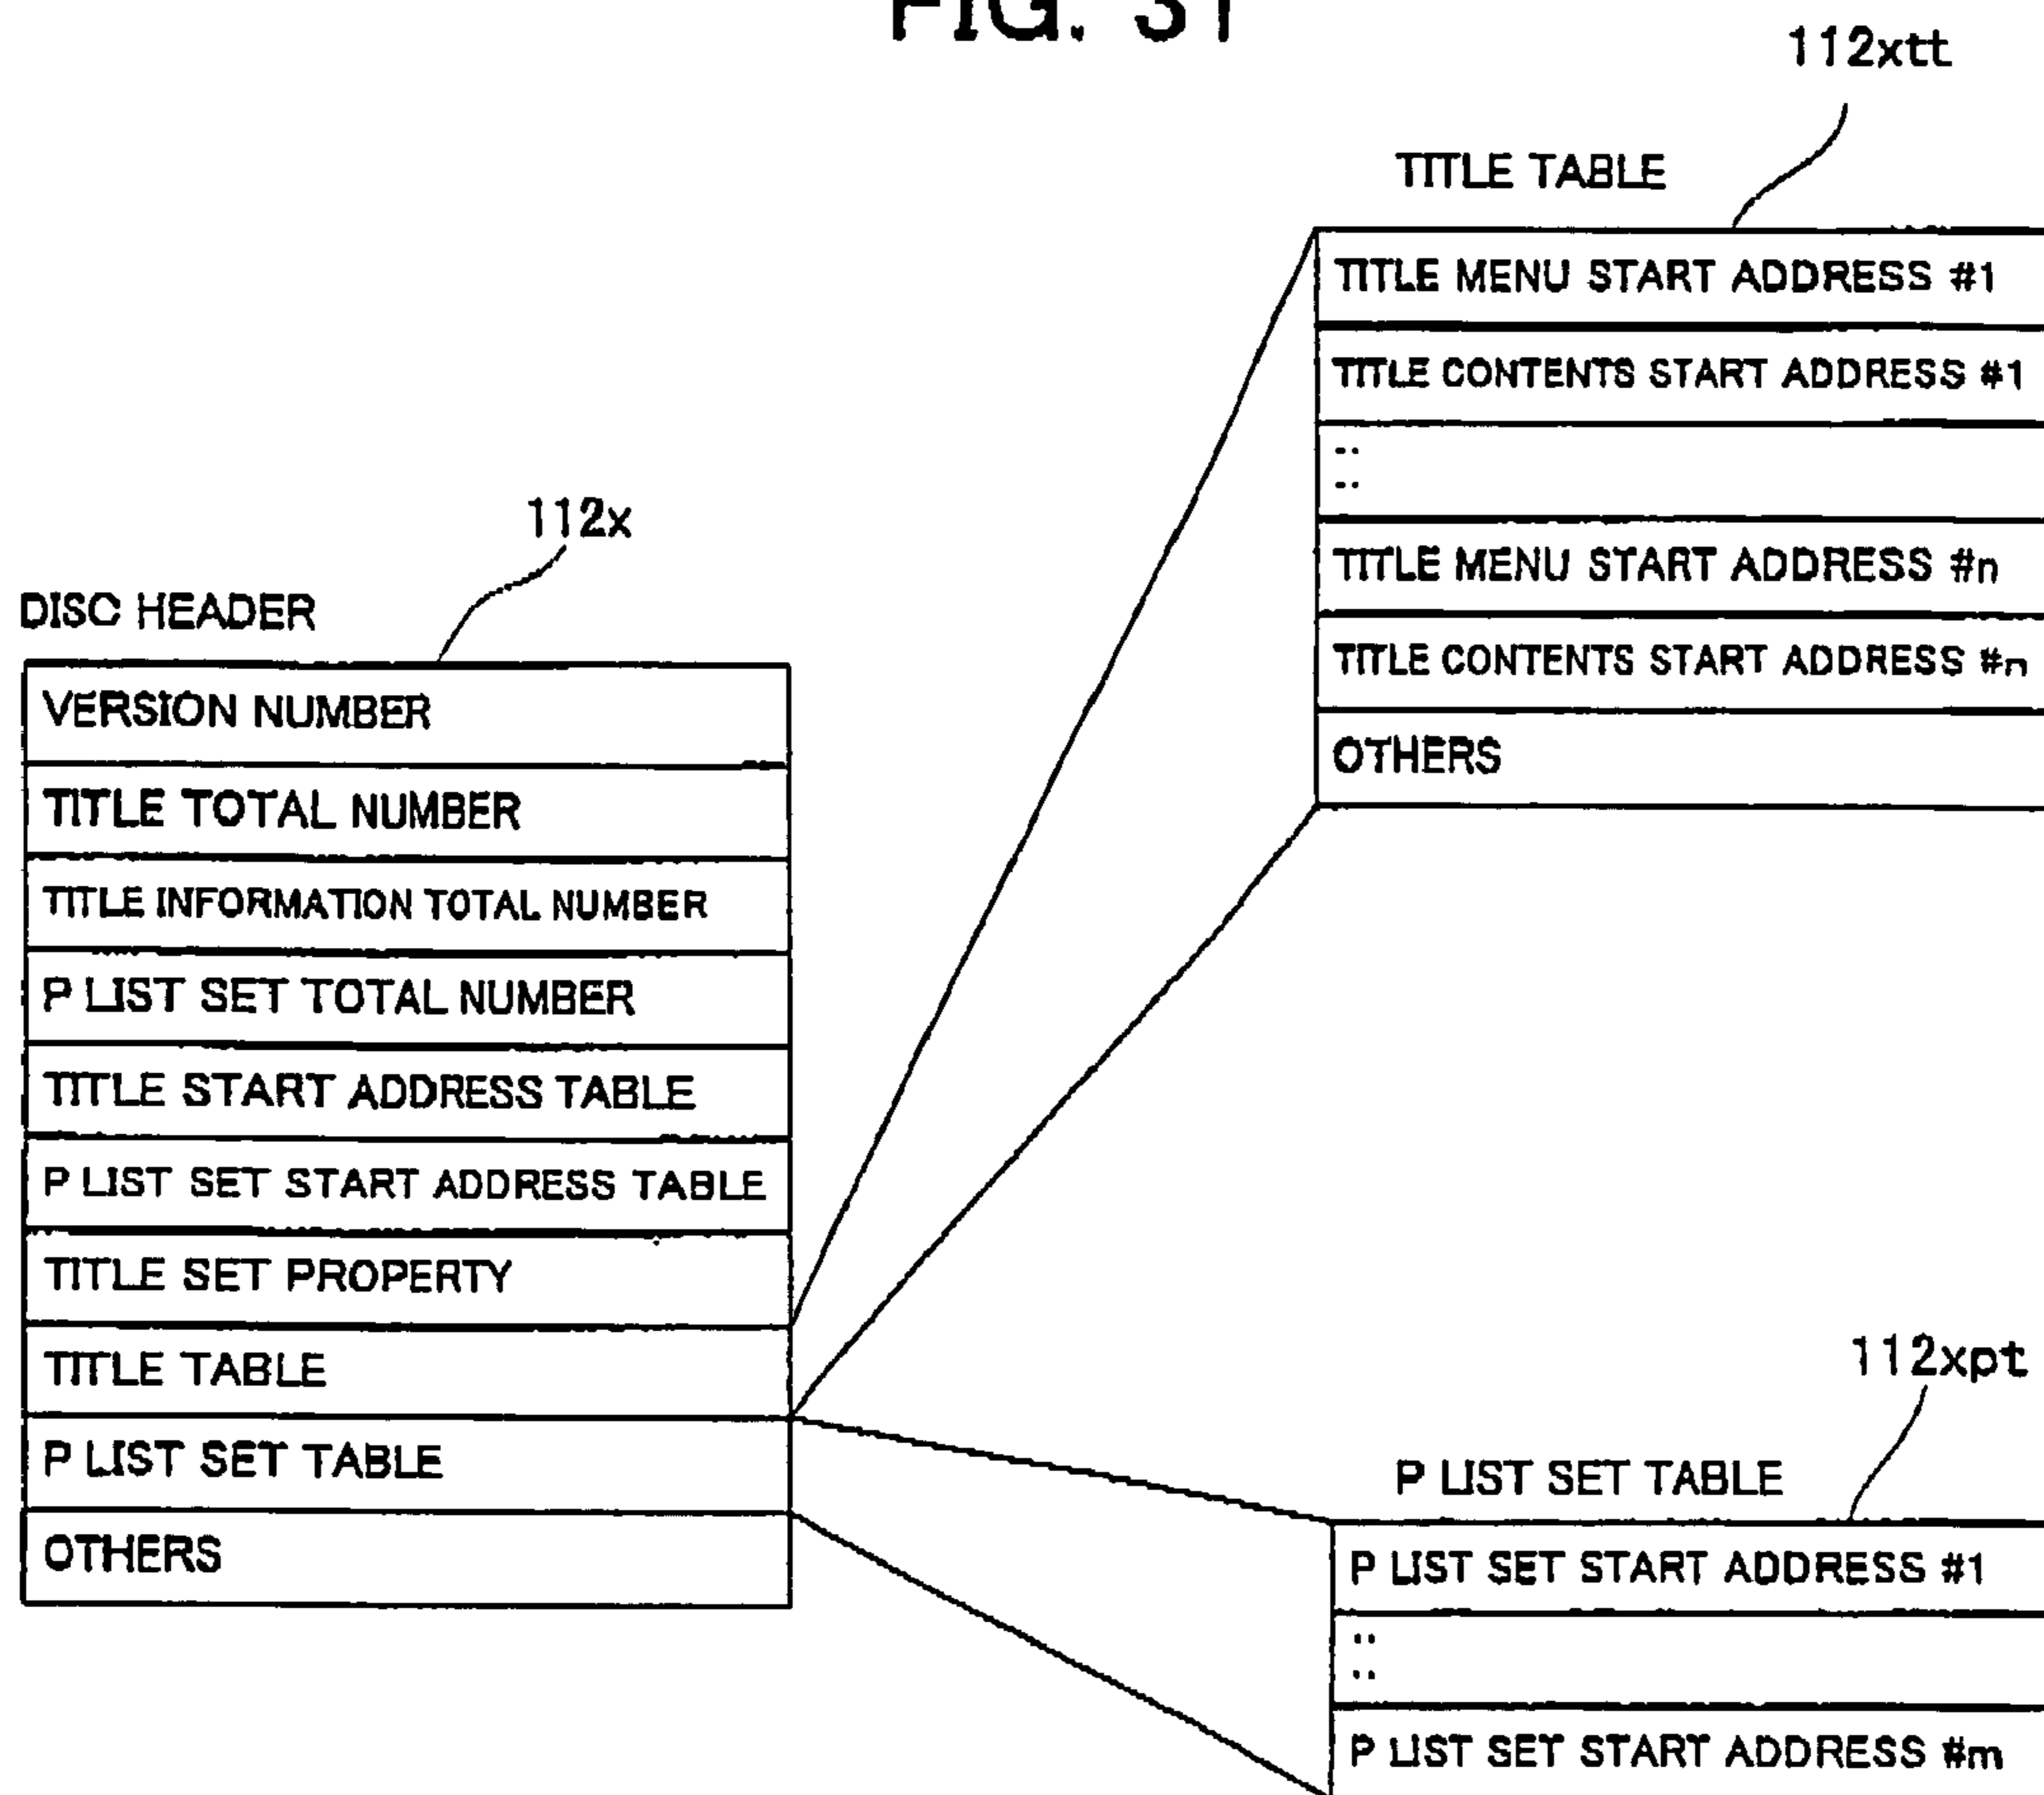 FIG. 31
112xtt
TITLE TABLE
TITLE MENU START ADDRESS #1
TITLE CONTENTS START ADDRESS #1
::
::
TITLE MENU START ADDRESS #n
TITLE CONTENTS START ADDRESS #n
OTHERS
112x
DISC HEADER
VERSION NUMBER
TITLE TOTAL NUMBER
TITLE INFORMATION TOTAL NUMBER
P LIST SET TOTAL NUMBER
TITLE START ADDRESS TABLE
P LIST SET START ADDRESS TABLE
TITLE SET PROPERTY
TITLE TABLE
P LIST SET TABLE
OTHERS
112xpt
P LIST SET TABLE
P LIST SET START ADDRESS #1
::
::
P LIST SET START ADDRESS #m